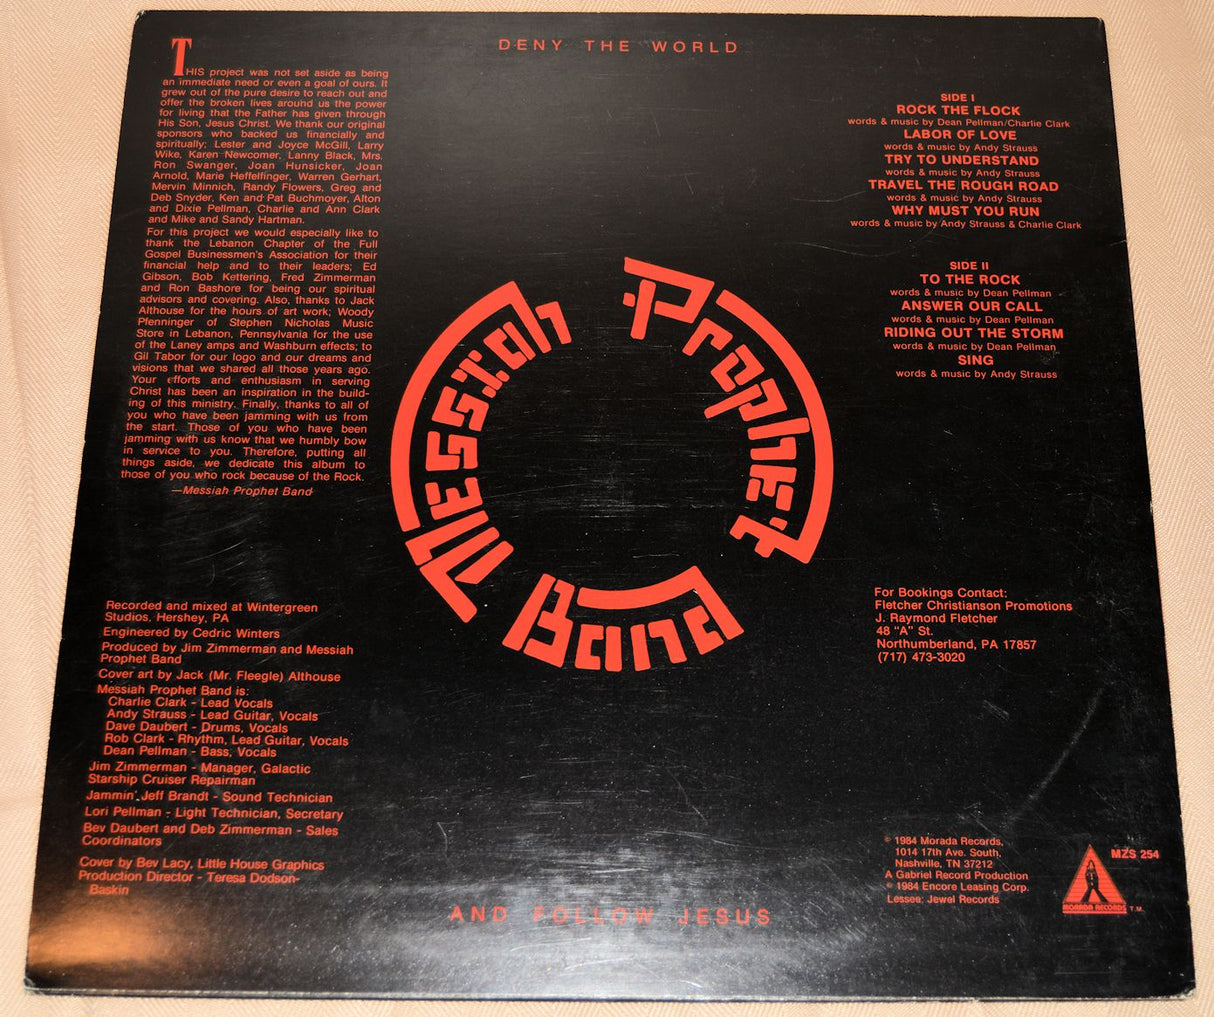 DENY THE WORLD
THIS project was not set aside as being
an immediate need or even a goal of ours. It
grew out of the pure desire to reach out and
offer the broken lives around us the power
for living that the Father has given through
His Son, Jesus Christ. We thank our original
sponsors who backed us financially and
spiritually; Lester and Joyce McGill, Larry
Wike, Karen Newcomer, Lanny Black, Mrs.
Ron Swanger, Joan Hunsicker, Joan
Arnold, Marie Heffelfinger, Warren Gerhart,
Mervin Minnich, Randy Flowers, Greg and
Deb Snyder, Ken and Pat Buchmoyer, Alton
and Dixie Pellman, Charlie and Ann Clark
and Mike and Sandy Hartman.
For this project we would especially like to
thank the Lebanon Chapter of the Full
Gospel Businessmen's Association for their
financial help and to their leaders; Ed
Gibson, Bob Kettering, Fred Zimmerman
and Ron Bashore for being our spiritual
advisors and covering. Also, thanks to Jack
Althouse for the hours of art work; Woody
Pfenninger of Stephen Nicholas Music
Store in Lebanon, Pennsylvania for the use
of the Laney amps and Washburn effects; to
Gil Tabor for our logo and our dreams and
visions that we shared all those years ago.
Your efforts and enthusiasm in serving
Christ has been an inspiration in the build-
ing of this ministry. Finally, thanks to all of
you who have been jamming with us from
the start. Those of you who have been
jamming with us know that we humbly bow
in service to you. Therefore, putting all
things aside, we dedicate this album to
those of you who rock because of the Rock.
—Messiah Prophet Band
Recorded and mixed at Wintergreen
Studios, Hershey, PA
Engineered by Cedric Winters
Produced by Jim Zimmerman and Messiah
Prophet Band
Cover art by Jack (Mr. Fleegle) Althouse
Messiah Prophet Band is:
Charlie Clark - Lead Vocals
Andy Strauss - Lead Guitar, Vocals
Dave Daubert - Drums, Vocals
Rob Clark - Rhythm, Lead Guitar, Vocals
Dean Pellman - Bass, Vocals
Jim Zimmerman - Manager, Galactic
Starship Cruiser Repairman
Jammin' Jeff Brandt - Sound Technician
Lori Pellman - Light Technician, Secretary
Bev Daubert and Deb Zimmerman - Sales
Coordinators
Cover by Bev Lacy, Little House Graphics
Production Director - Teresa Dodson-
Baskin
Messiah
Prophet
Band
SIDE I
ROCK THE FLOCK
words & music by Dean Pellman/Charlie Clark
LABOR OF LOVE
words & music by Andy Strauss
TRY TO UNDERSTAND
words & music by Andy Strauss
TRAVEL THE ROUGH ROAD
words & music by Andy Strauss
WHY MUST YOU RUN
words & music by Andy Strauss & Charlie Clark
SIDE II
TO THE ROCK
words & music by Dean Pellman
ANSWER OUR CALL
words & music by Dean Pellman
RIDING OUT THE STORM
words & music by Dean Pellman
SING
words & music by Andy Strauss
For Bookings Contact:
Fletcher Christianson Promotions
J. Raymond Fletcher
48 "A" St.
Northumberland, PA 17857
(717) 473-3020
℗ 1984 Morada Records,
1014 17th Ave. South,
Nashville, TN 37212
A Gabriel Record Production
© 1984 Encore Leasing Corp.
Lessee: Jewel Records
MZS 254
MORADA RECORDS T.M.
AND FOLLOW JESUS